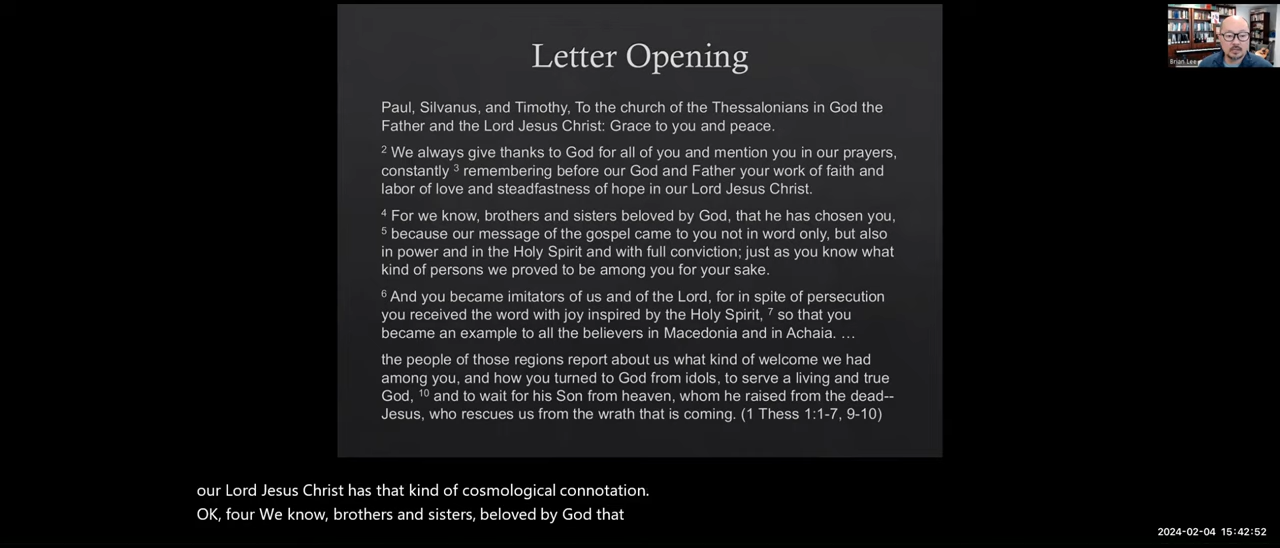 Letter Opening
Brian Lee
Paul, Silvanus, and Timothy, To the church of the Thessalonians in God the
Father and the Lord Jesus Christ: Grace to you and peace.
2 We always give thanks to God for all of you and mention you in our prayers,
constantly 3 remembering before our God and Father your work of faith and
labor of love and steadfastness of hope in our Lord Jesus Christ.
4 For we know, brothers and sisters beloved by God, that he has chosen you,
5 because our message of the gospel came to you not in word only, but also
in power and in the Holy Spirit and with full conviction; just as you know what
kind of persons we proved to be among you for your sake.
6 And you became imitators of us and of the Lord, for in spite of persecution
you received the word with joy inspired by the Holy Spirit, 7 so that you
became an example to all the believers in Macedonia and in Achaia. …
the people of those regions report about us what kind of welcome we had
among you, and how you turned to God from idols, to serve a living and true
God, 10 and to wait for his Son from heaven, whom he raised from the dead--
Jesus, who rescues us from the wrath that is coming. (1 Thess 1:1-7, 9-10)
our Lord Jesus Christ has that kind of cosmological connotation.
OK, four We know, brothers and sisters, beloved by God that
2024-02-04 15:42:52